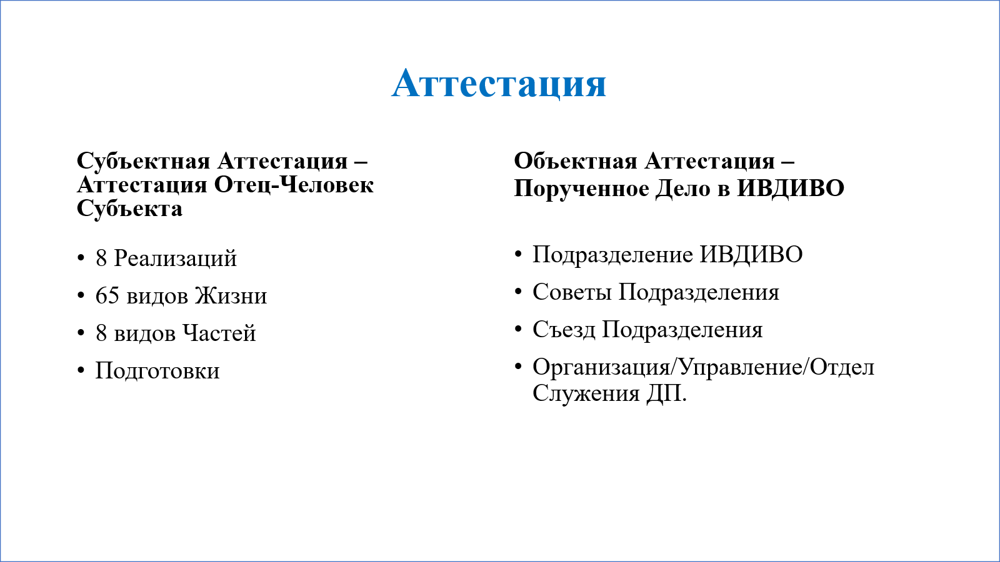 Аттестация
Субъектная Аттестация –
Аттестация Отец-Человек
Субъекта
• 8 Реализаций
• 65 видов Жизни
• 8 видов Частей
• Подготовки
Объектная Аттестация –
Порученное Дело в ИВДИВО
• Подразделение ИВДИВО
• Советы Подразделения
• Съезд Подразделения
• Организация/Управление/Отдел
Служения ДП.